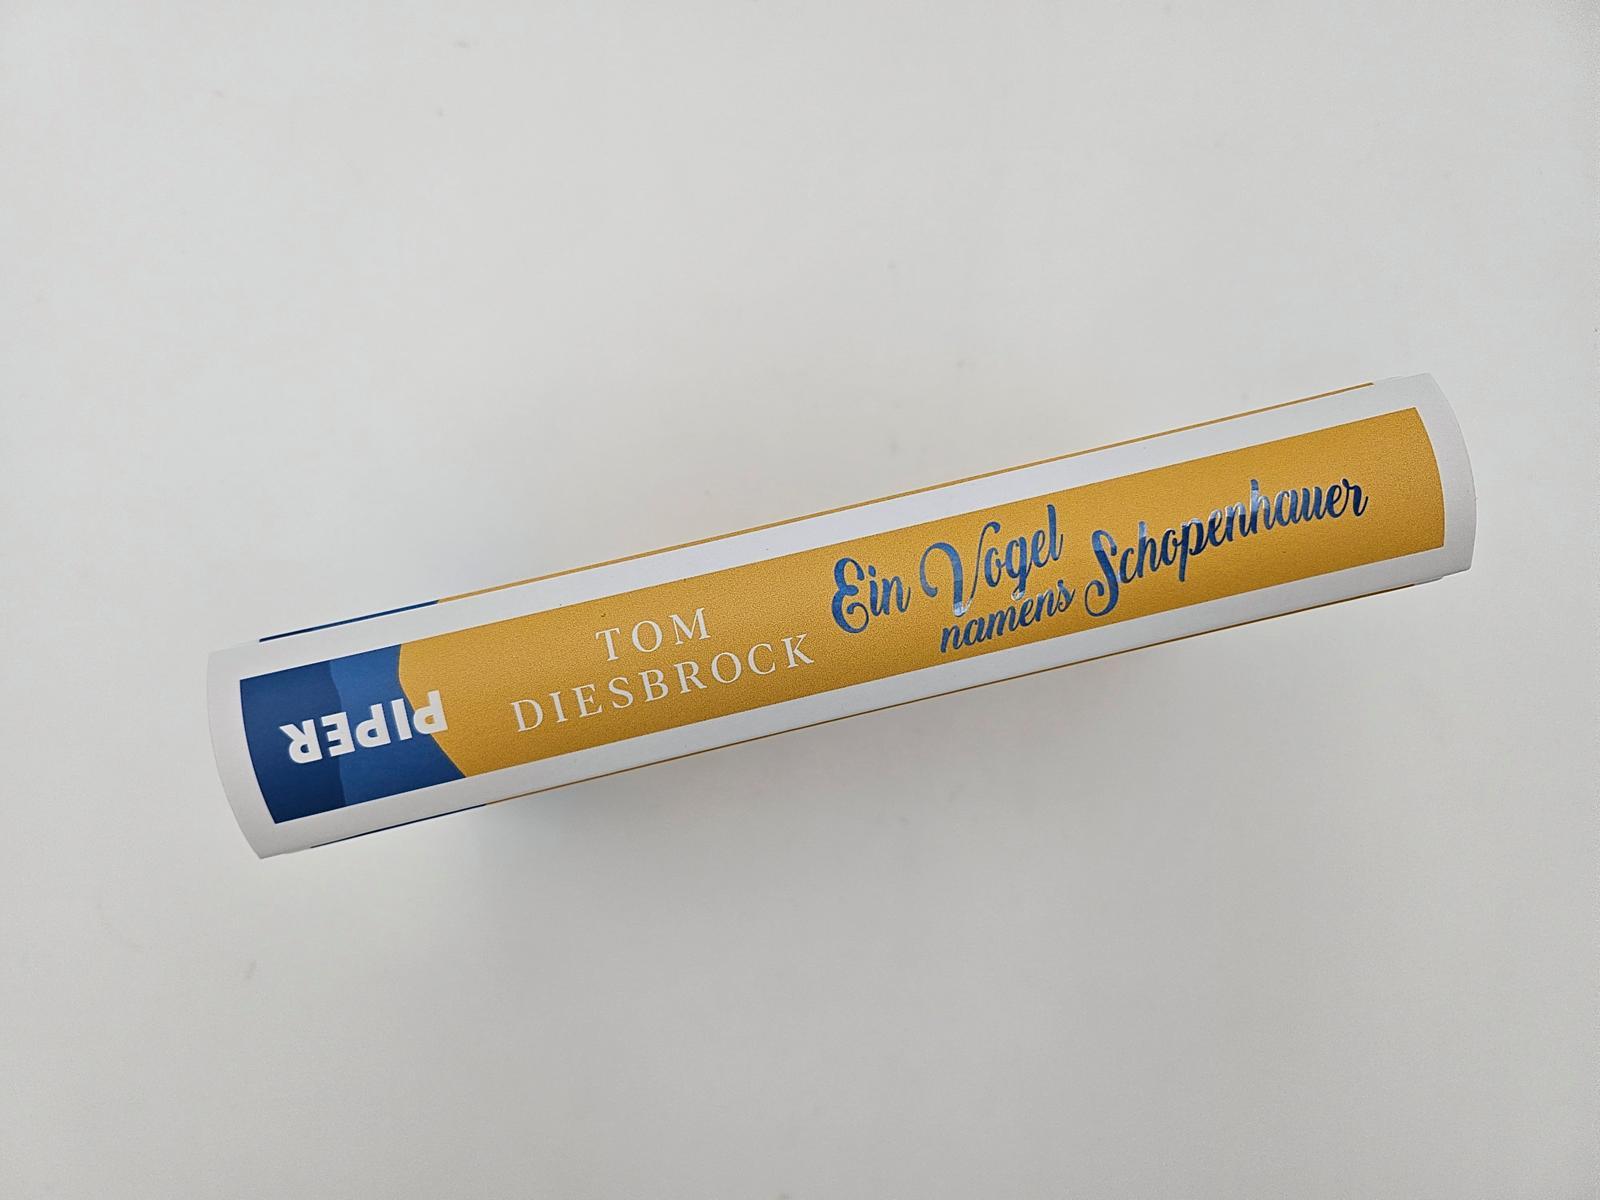 TOM
DIESBROCK
Ein Vogel
namens Schopenhauer
PIPER